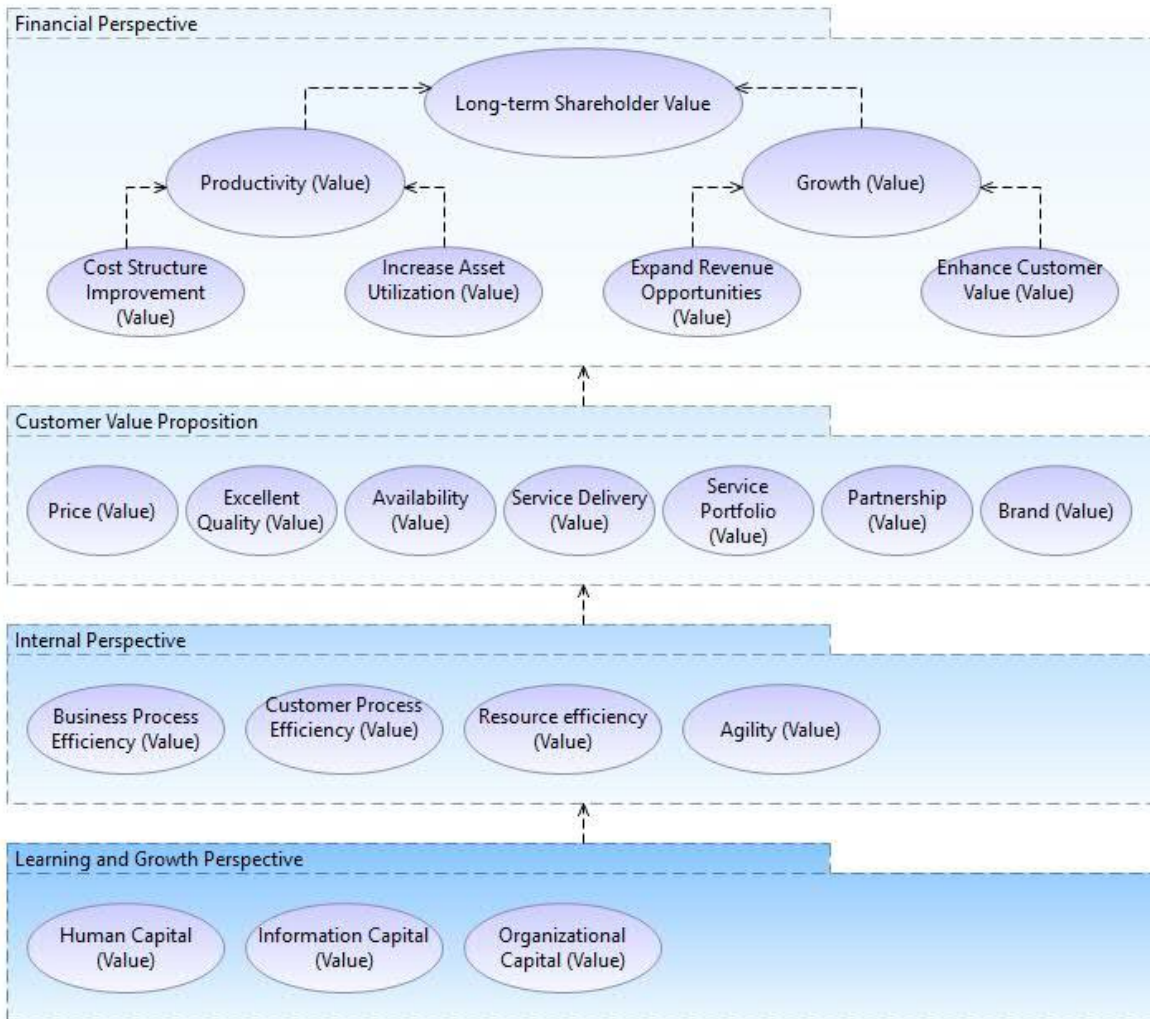 Financial Perspective
Long-term Shareholder Value
Productivity (Value)
Growth (Value)
Cost Structure
Improvement
(Value)
Increase Asset
Utilization (Value)
Expand Revenue
Opportunities
(Value)
Enhance Customer
Value (Value)
Customer Value Proposition
Price (Value)
Excellent
Quality (Value)
Availability
(Value)
Service Delivery
(Value)
Service
Portfolio
(Value)
Partnership
(Value)
Brand (Value)
Internal Perspective
Business Process
Efficiency (Value)
Customer Process
Efficiency (Value)
Resource efficiency
(Value)
Agility (Value)
Learning and Growth Perspective
Human Capital
(Value)
Information Capital
(Value)
Organizational
Capital (Value)